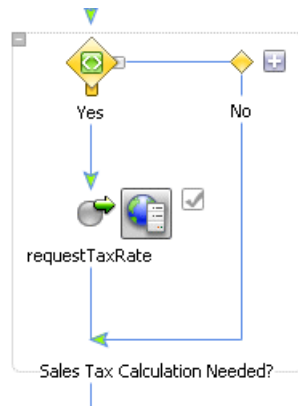 Yes
No
requestTaxRate
Sales Tax Calculation Needed?